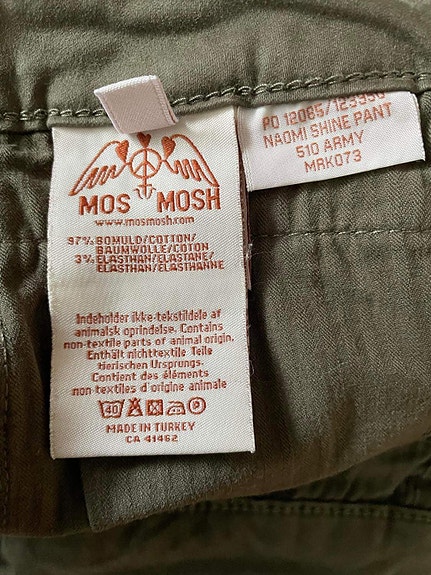 MOS MOSH
www.mosmosh.com
97% BOMULD/COTTON/
BAUMWOLLE/COTON
3% ELASTHAN/ELASTANE/
ELASTHAN/ELASTHANNE
Indeholder ikke-tekstildele af
animalsk oprindelse. Contains
non-textile parts of animal origin.
Enthält nichttextile Teile
tierischen Ursprungs.
Contient des éléments
non-textiles d'origine animale
40
MADE IN TURKEY
CA 41462
PO 12085/
NAOMI SHINE PANT
510 ARMY
MRK073